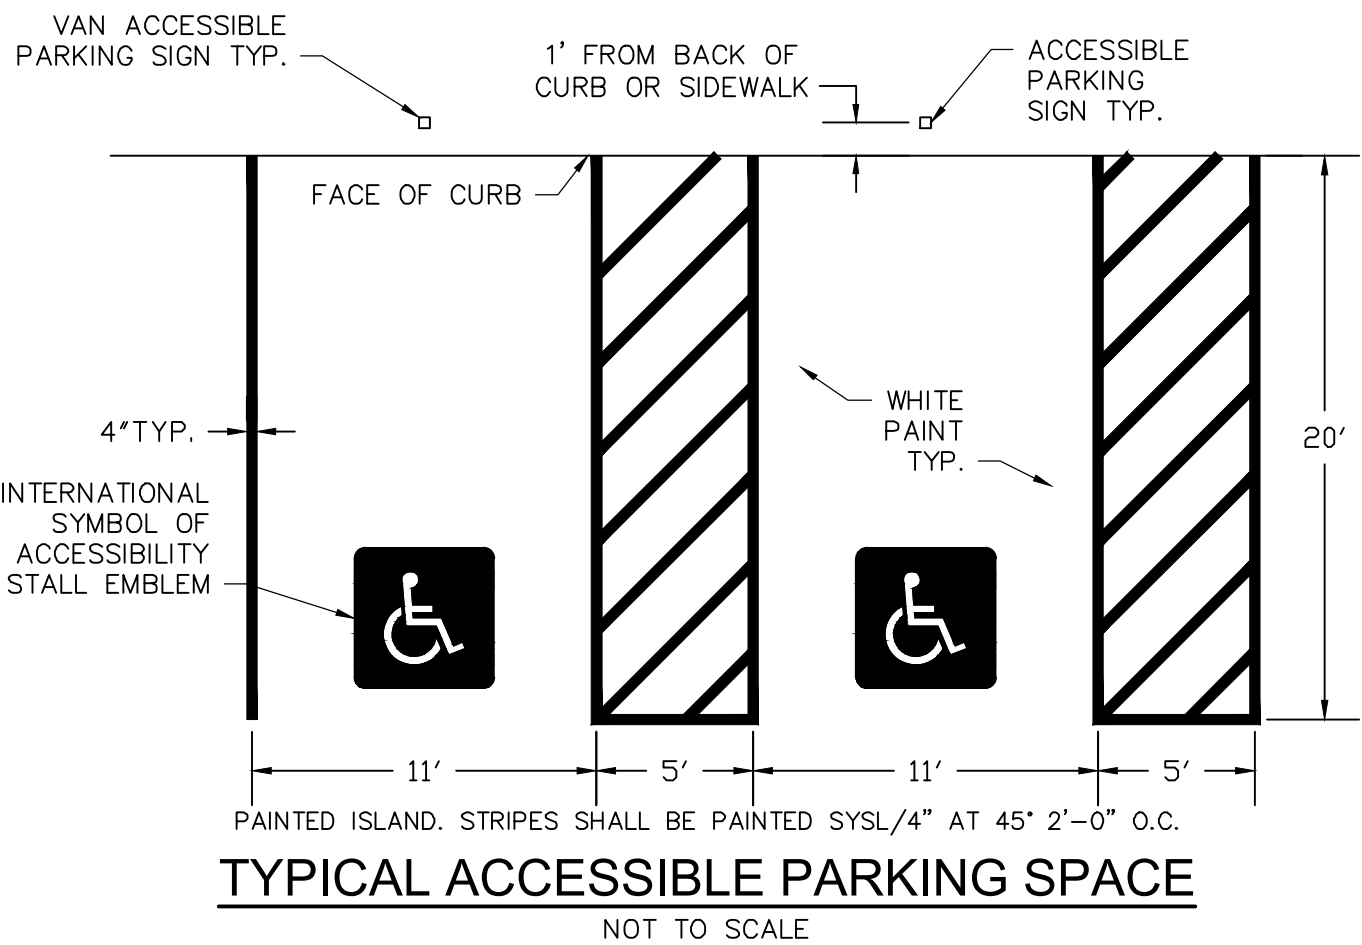 VAN ACCESSIBLE
PARKING SIGN TYP.
1' FROM BACK OF
CURB OR SIDEWALK
ACCESSIBLE
PARKING
SIGN TYP.
FACE OF CURB
WHITE
PAINT
TYP.
4" TYP.
20'
INTERNATIONAL
SYMBOL OF
ACCESSIBILITY
STALL EMBLEM
11'
5'
11'
5'
PAINTED ISLAND. STRIPES SHALL BE PAINTED SYSL/4" AT 45° 2'-0" O.C.
TYPICAL ACCESSIBLE PARKING SPACE
NOT TO SCALE